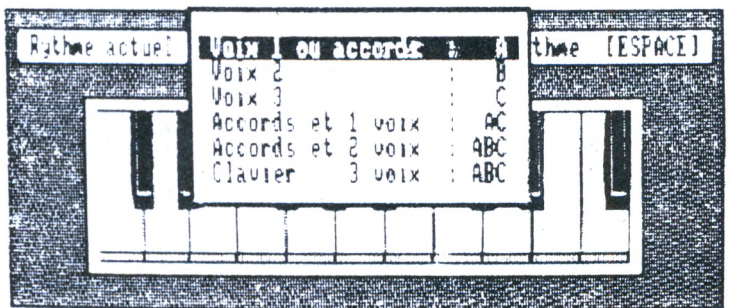 Rythme actuel
Voix 1 ou accords : A
thme [ESPACE]
Voix 2 : B
Voix 3 : C
Accords et 1 voix : AC
Accords et 2 voix : ABC
Clavier 3 voix : ABC